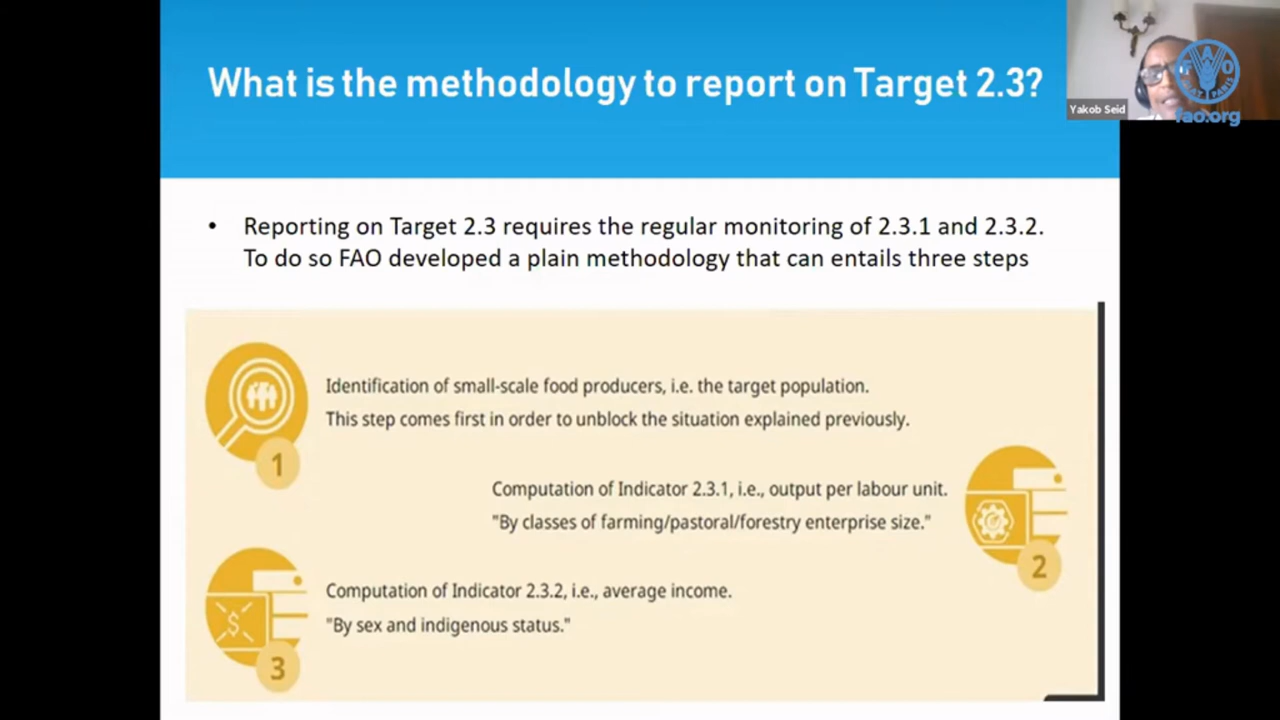 What is the methodology to report on Target 2.3?
Yakob Seid
fao.org
• Reporting on Target 2.3 requires the regular monitoring of 2.3.1 and 2.3.2.
To do so FAO developed a plain methodology that can entails three steps
Identification of small-scale food producers, i.e. the target population.
This step comes first in order to unblock the situation explained previously.
1
Computation of Indicator 2.3.1, i.e., output per labour unit.
"By classes of farming/pastoral/forestry enterprise size."
2
Computation of Indicator 2.3.2, i.e., average income.
"By sex and indigenous status."
$
3